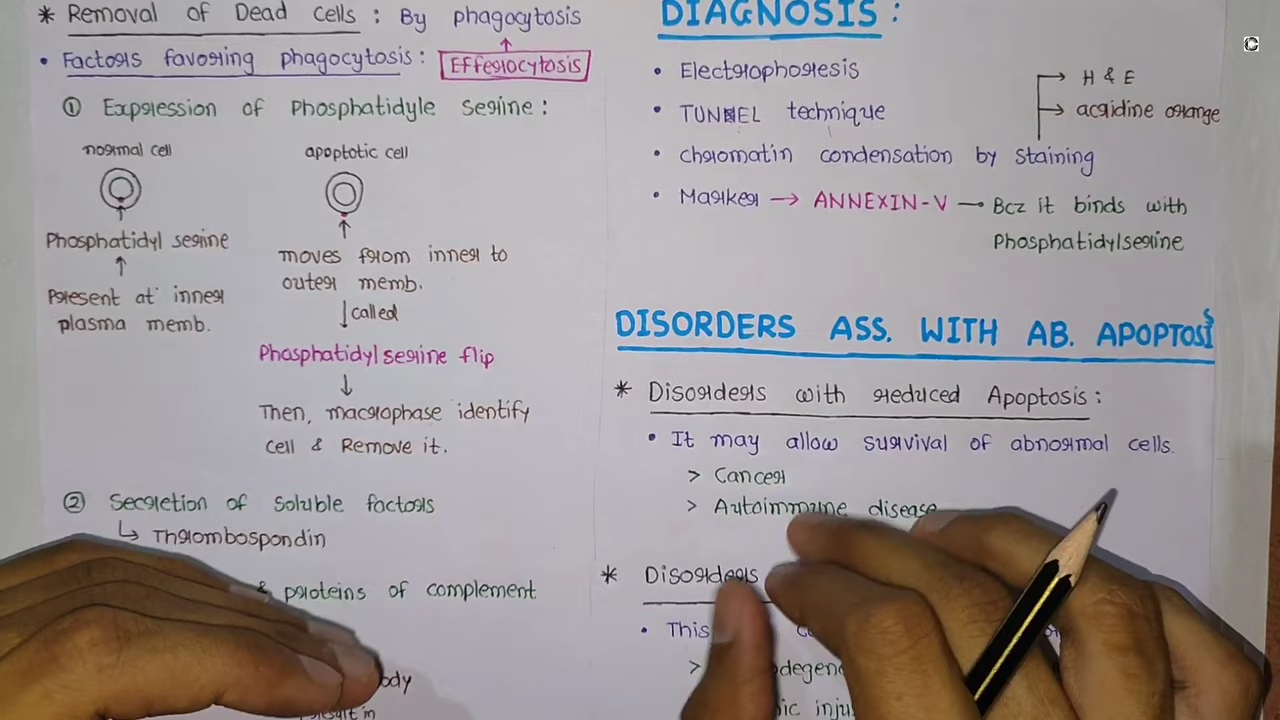 * Removal of Dead cells : By phagocytosis
• Factors favoring phagocytosis : Efferocytosis
① Expression of Phosphatidyle Serine :
normal cell
apoptotic cell
Phosphatidyl serine
Present at inner
plasma memb.
moves from inner to
outer memb.
called
Phosphatidyl serine flip
Then, macrophase identify
cell & Remove it.
② Secretion of Soluble factors
Thrombospondin
& proteins of complement
body
result in
DIAGNOSIS :
• Electrophoresis
• TUNEL technique
• chromatin condensation by staining
H & E
acridine orange
• Marker → ANNEXIN-V — Bcz it binds with
Phosphatidylserine
DISORDERS ASS. WITH AB. APOPTOSIS
* Disorders with reduced Apoptosis :
• It may allow survival of abnormal cells.
> Cancer
> Autoimmune disease
* Disorders
• This
>